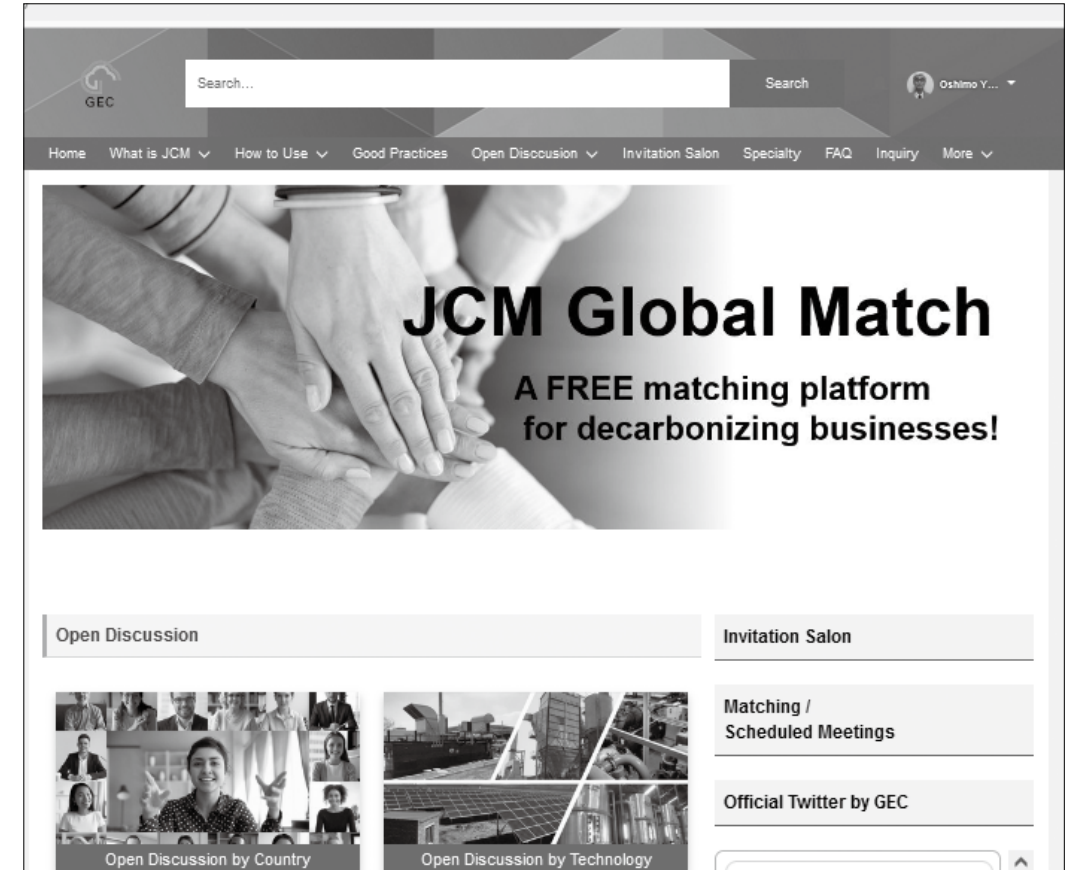 GEC
Search...
Search
Oshimo Y...
Home What is JCM How to Use Good Practices Open Disccusion Invitation Salon Specialty FAQ Inquiry More
JCM Global Match
A FREE matching platform
for decarbonizing businesses!
Open Discussion
Invitation Salon
Matching /
Scheduled Meetings
Official Twitter by GEC
Open Discussion by Country
Open Discussion by Technology